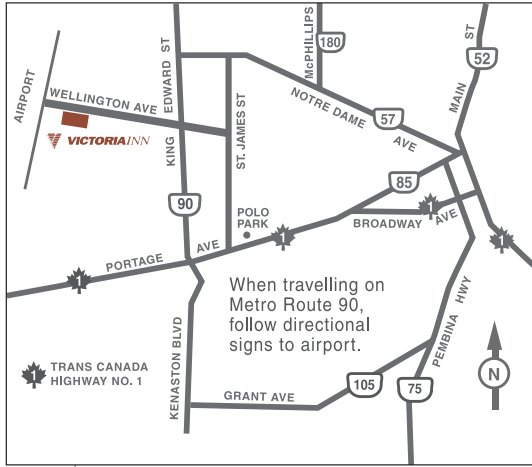 McPHILLIPS
180
MAIN ST
52
AIRPORT
WELLINGTON AVE
KING EDWARD ST
ST. JAMES ST
NOTRE DAME AVE
57
VICTORIA INN
90
85
POLO
PARK
1
BROADWAY AVE
1
1
PORTAGE AVE
1
When travelling on
Metro Route 90,
follow directional
signs to airport.
PEMBINA HWY
KENASTON BLVD
1
TRANS CANADA
HIGHWAY NO. 1
GRANT AVE
105
75
N